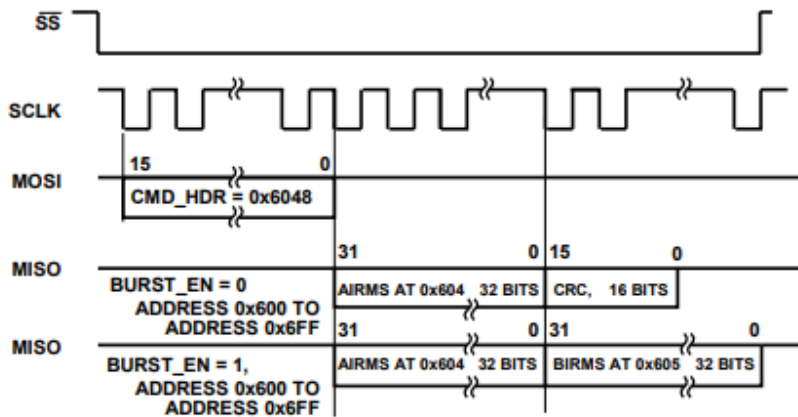 SS
SCLK
15 0
MOSI
CMD_HDR = 0x6048
31 0 15 0
MISO
BURST_EN = 0 AIRMS AT 0x604 32 BITS CRC, 16 BITS
ADDRESS 0x600 TO
ADDRESS 0x6FF
31 0 31 0
MISO
BURST_EN = 1, AIRMS AT 0x604 32 BITS BIRMS AT 0x605 32 BITS
ADDRESS 0x600 TO
ADDRESS 0x6FF